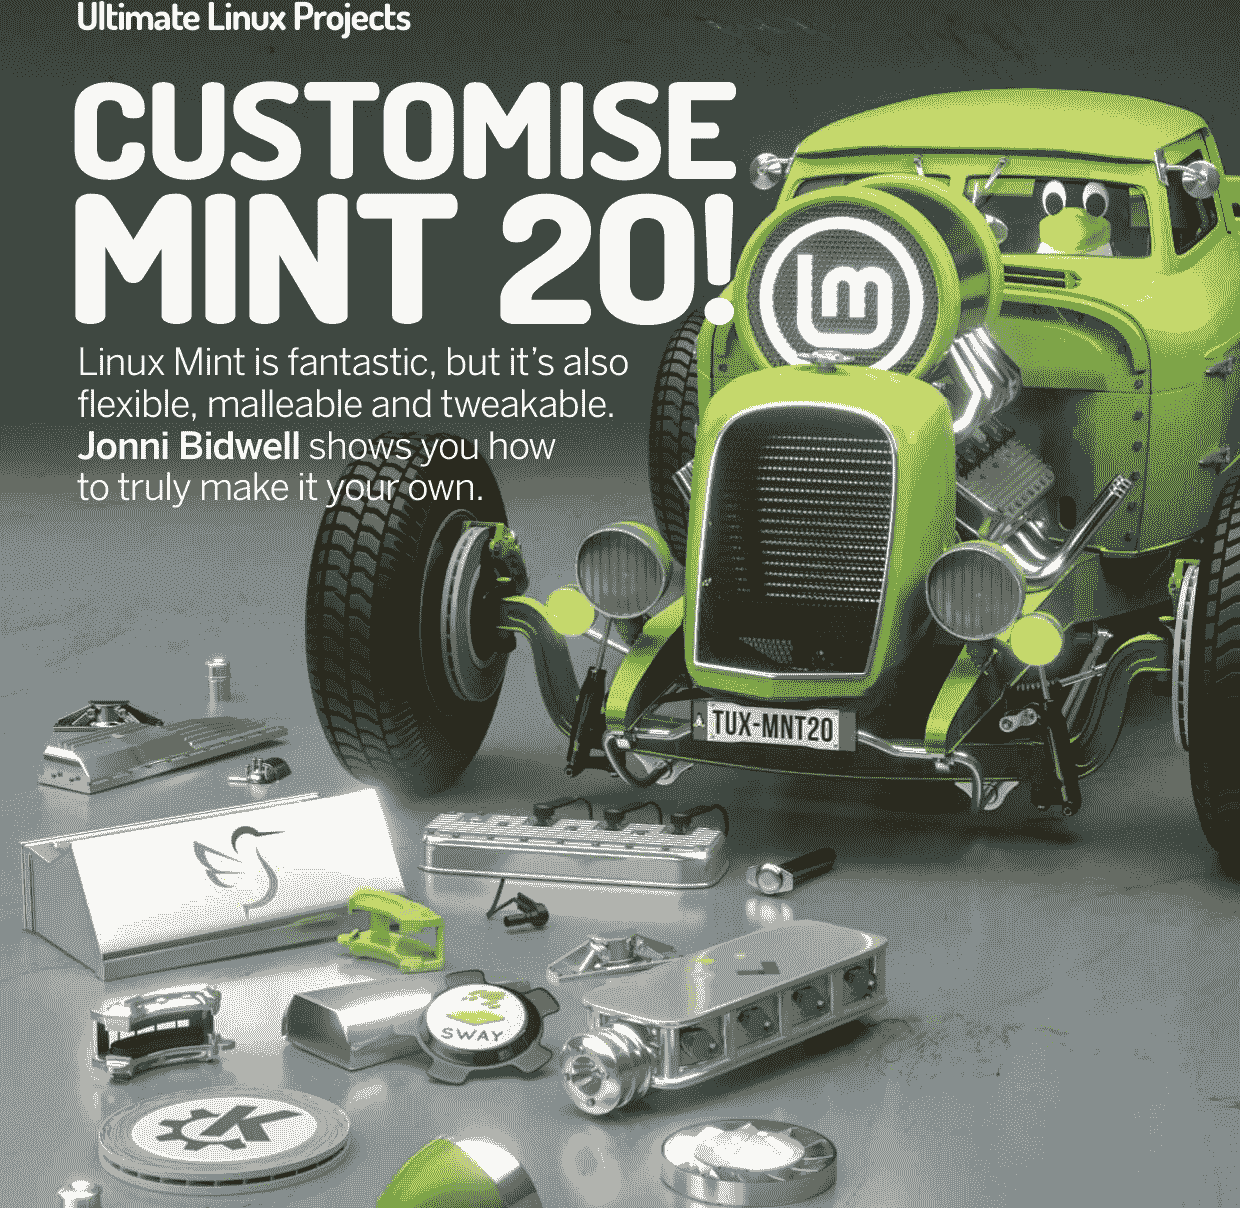 Ultimate Linux Projects
CUSTOMISE
MINT 20!
Linux Mint is fantastic, but it's also
flexible, malleable and tweakable.
Jonni Bidwell shows you how
to truly make it your own.
TUX-MNT20
SWAY